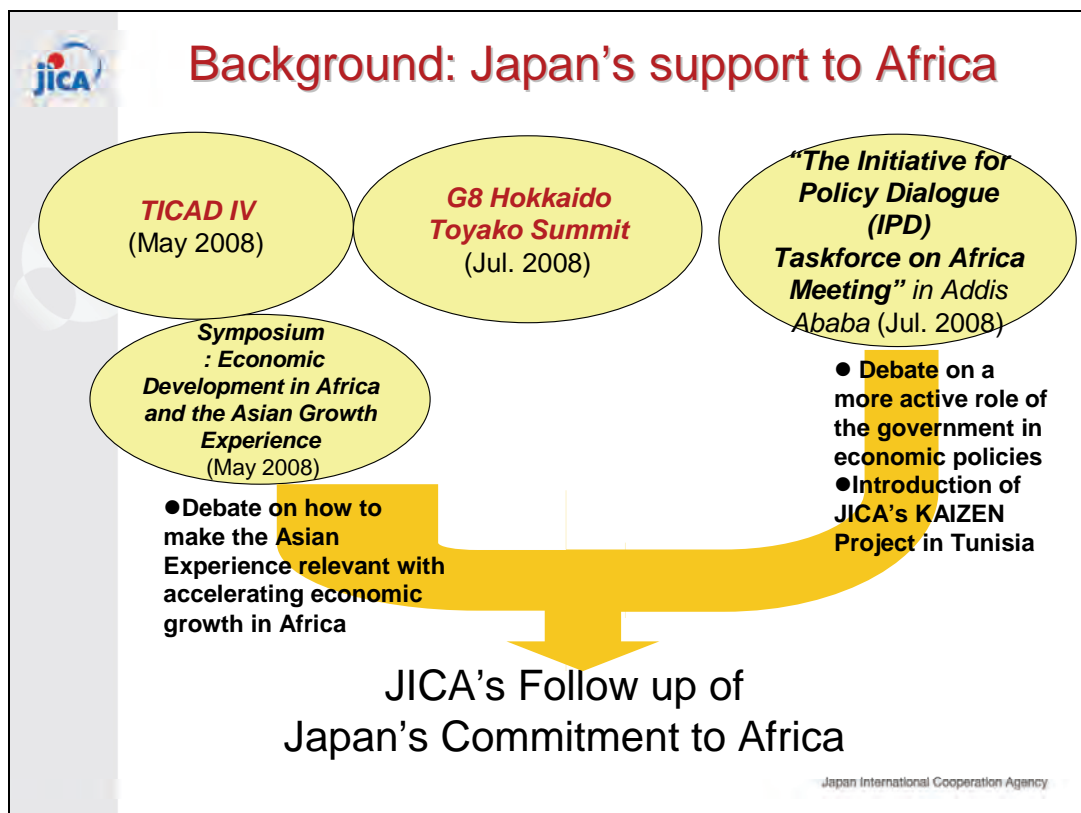 jICA
Background: Japan's support to Africa
TICAD IV
(May 2008)
G8 Hokkaido
Toyako Summit
(Jul. 2008)
“The Initiative for
Policy Dialogue
(IPD)
Taskforce on Africa
Meeting” in Addis
Ababa (Jul. 2008)
Symposium
: Economic
Development in Africa
and the Asian Growth
Experience
(May 2008)
● Debate on a
more active role of
the government in
economic policies
●Introduction of
JICA's KAIZEN
Project in Tunisia
●Debate on how to
make the Asian
Experience relevant with
accelerating economic
growth in Africa
JICA's Follow up of
Japan's Commitment to Africa
Japan International Cooperation Agency